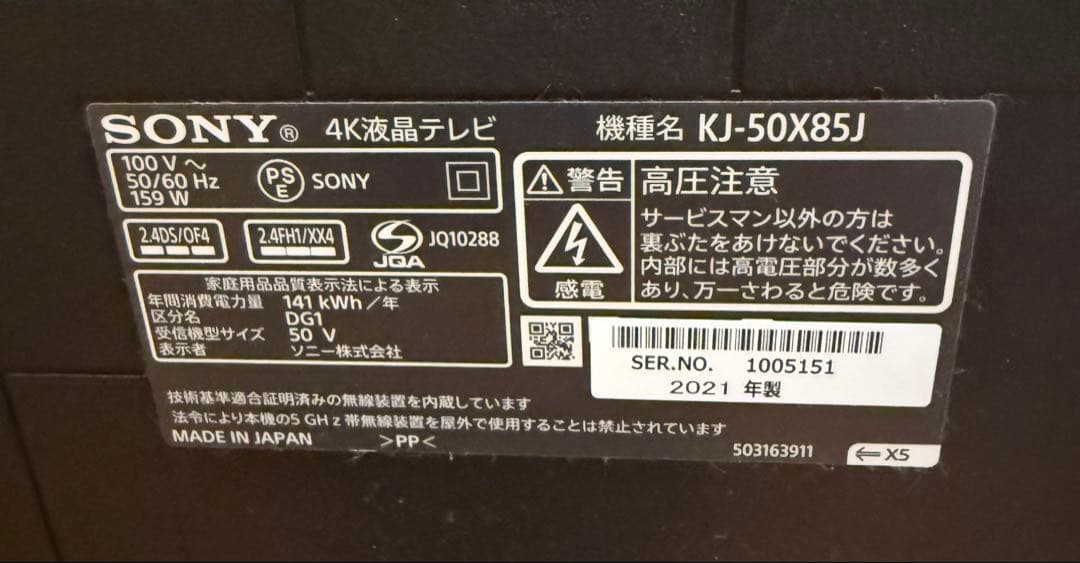 SONY® 4K液晶テレビ 機種名 KJ-50X85J
100 V ～
50/60 Hz
159 W
PS
E
SONY
2.4DS/OF4
2.4FH1/XX4
JQA
JQ10288
家庭用品品質表示法による表示
年間消費電力量 141 kWh／年
区分名 DG1
受信機型サイズ 50 V
表示者 ソニー株式会社
警告
感電
高圧注意
サービスマン以外の方は
裏ぶたをあけないでください。
内部には高電圧部分が数多く
あり、万一さわると危険です。
SER.NO. 1005151
2021 年製
技術基準適合証明済みの無線装置を内蔵しています
法令により本機の5 GHz 帯無線装置を屋外で使用することは禁止されています
MADE IN JAPAN >PP<
503163911
← X5